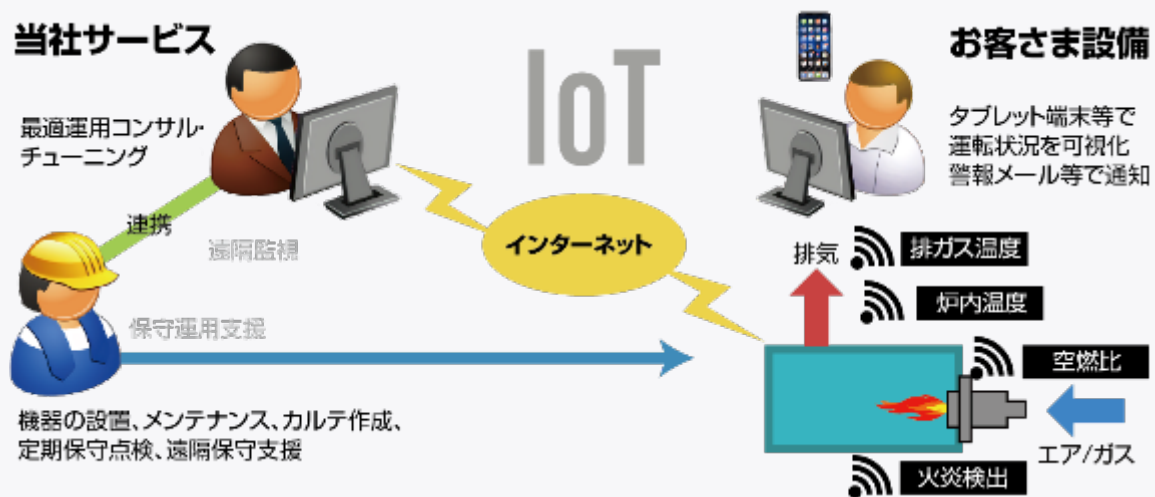 当社サービス
最適運用コンサル・
チューニング
連携
遠隔監視
保守運用支援
機器の設置、メンテナンス、カルテ作成、
定期保守点検、遠隔保守支援
IoT
インターネット
お客さま設備
タブレット端末等で
運転状況を可視化
警報メール等で通知
排気
排ガス温度
炉内温度
空燃比
エア/ガス
火炎検出